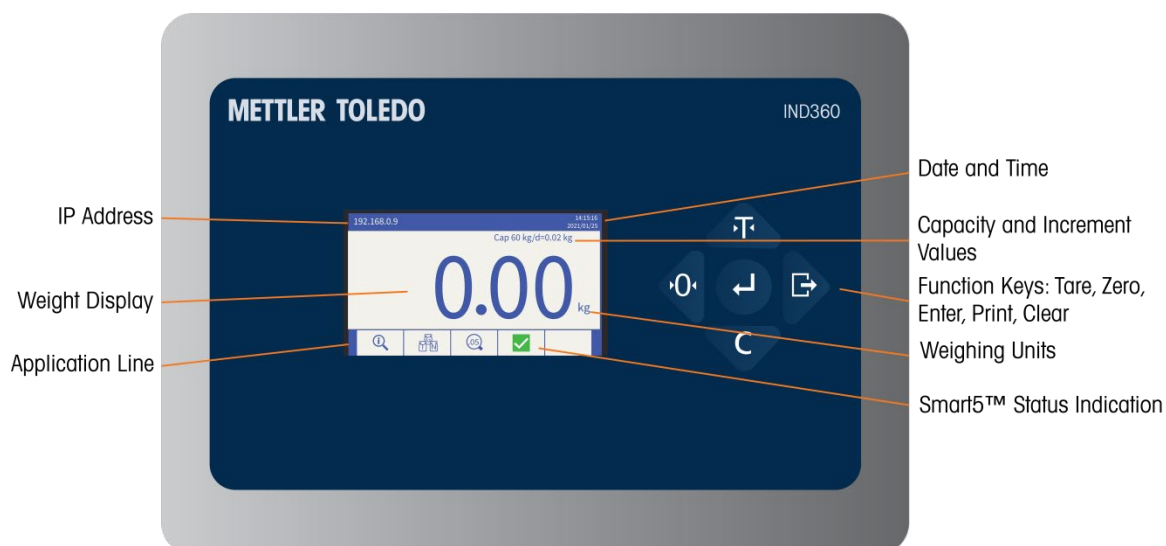 METTLER TOLEDO
IND360
IP Address
Weight Display
Application Line
192.168.0.9
14:15:16
2021/01/25
Cap 60 kg/d=0.02 kg
0.00
kg
.05
T
0
C
Date and Time
Capacity and Increment
Values
Function Keys: Tare, Zero,
Enter, Print, Clear
Weighing Units
Smart5™ Status Indication